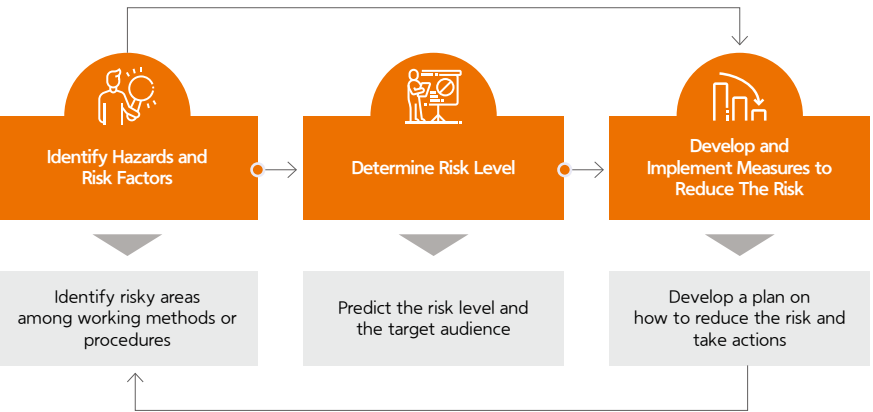 Identify Hazards and
Risk Factors
Determine Risk Level
Develop and
Implement Measures to
Reduce The Risk
Identify risky areas
among working methods or
procedures
Predict the risk level and
the target audience
Develop a plan on
how to reduce the risk and
take actions